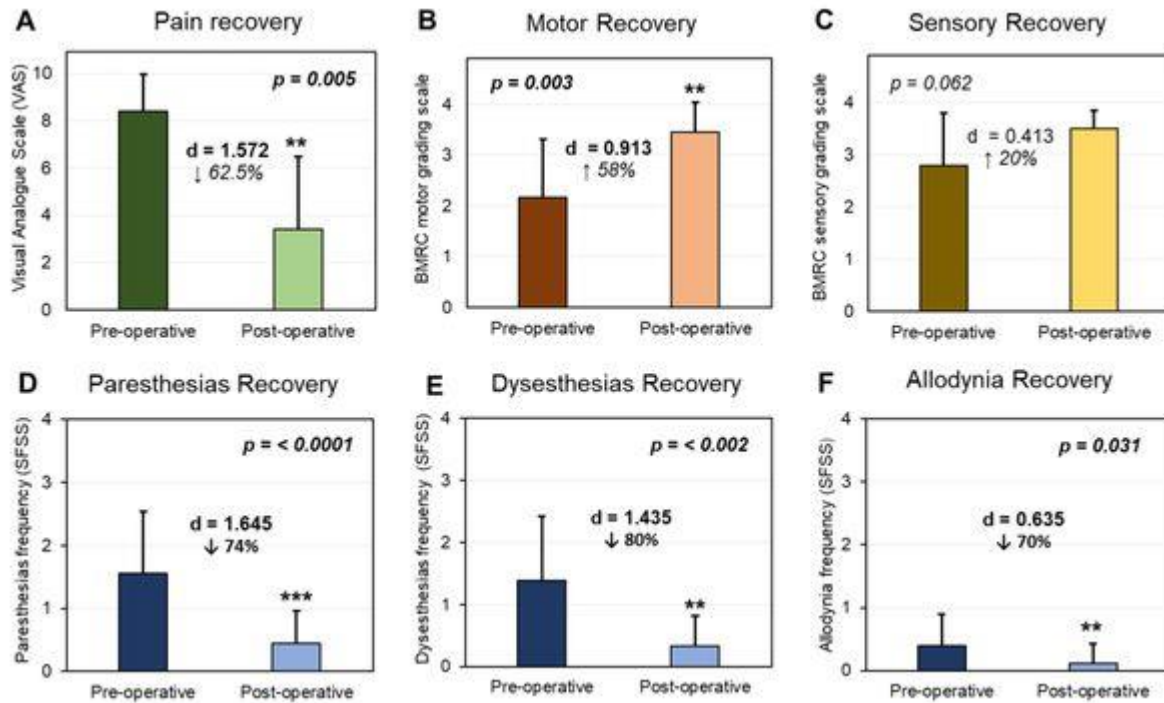 A Pain recovery
Visual Analogue Scale (VAS)
10
8
6
4
2
0
p = 0.005
d = 1.572
↓ 62.5%
**
Pre-operative Post-operative
B Motor Recovery
BMRC motor grading scale
4
3
2
1
0
p = 0.003
**
d = 0.913
↑ 58%
Pre-operative Post-operative
C Sensory Recovery
BMRC sensory grading scale
4
3
2
1
0
p = 0.062
d = 0.413
↑ 20%
Pre-operative Post-operative
D Paresthesias Recovery
Paresthesias frequency (SFSS)
4
3
2
1
0
p = < 0.0001
d = 1.645
↓ 74%
***
Pre-operative Post-operative
E Dysesthesias Recovery
Dysesthesias frequency (SFSS)
4
3
2
1
0
p = < 0.002
d = 1.435
↓ 80%
**
Pre-operative Post-operative
F Allodynia Recovery
Allodynia frequency (SFSS)
4
3
2
1
0
p = 0.031
d = 0.635
↓ 70%
**
Pre-operative Post-operative